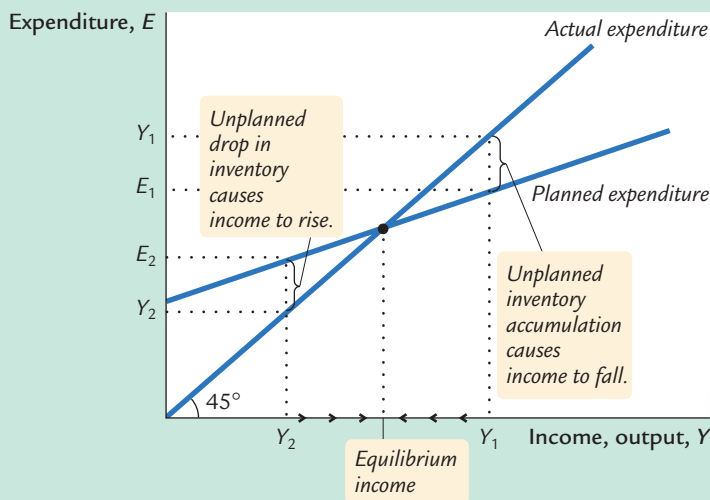 Expenditure, E
Actual expenditure
Unplanned
drop in
inventory
causes
income to rise.
Y₁
E₁
Planned expenditure
E₂
Y₂
Unplanned
inventory
accumulation
causes
income to fall.
45°
Y₂
Y₁
Income, output, Y
Equilibrium
income